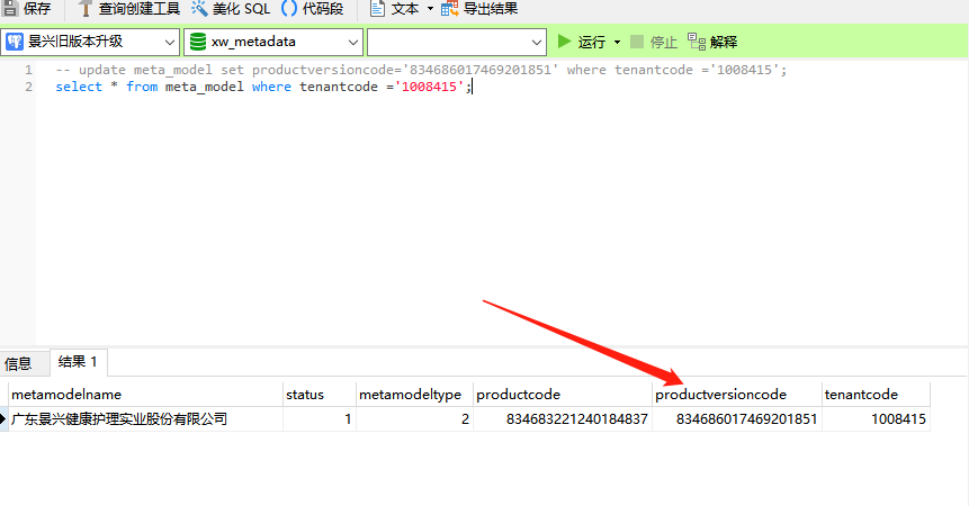 保存 查询创建工具 美化 SQL 代码段 文本 导出结果
景兴旧版本升级 xw_metadata 运行 停止 解释
1 -- update meta_model set productversioncode='834686017469201851' where tenantcode ='1008415';
2 select * from meta_model where tenantcode ='1008415';
信息 结果 1
metamodelname status metamodeltype productcode productversioncode tenantcode
广东景兴健康护理实业股份有限公司 1 2 834683221240184837 834686017469201851 1008415